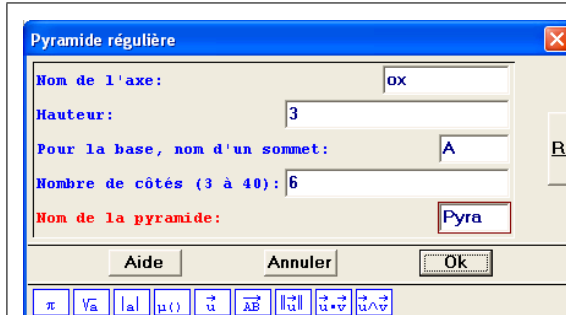 Pyramide régulière
Nom de l'axe: ox
Hauteur: 3
Pour la base, nom d'un sommet: A
Nombre de côtés (3 à 40): 6
Nom de la pyramide: Pyra
R
Aide Annuler Ok
π √a |a| μ() u⃗ AB⃗ ‖u⃗‖ u⃗•v⃗ u⃗∧v⃗